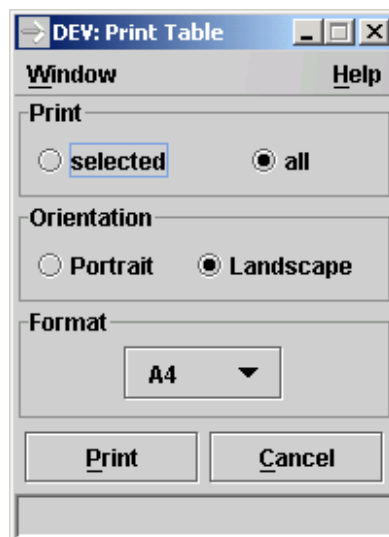 DEV: Print Table
Window Help
Print
selected all
Orientation
Portrait Landscape
Format
A4
Print Cancel